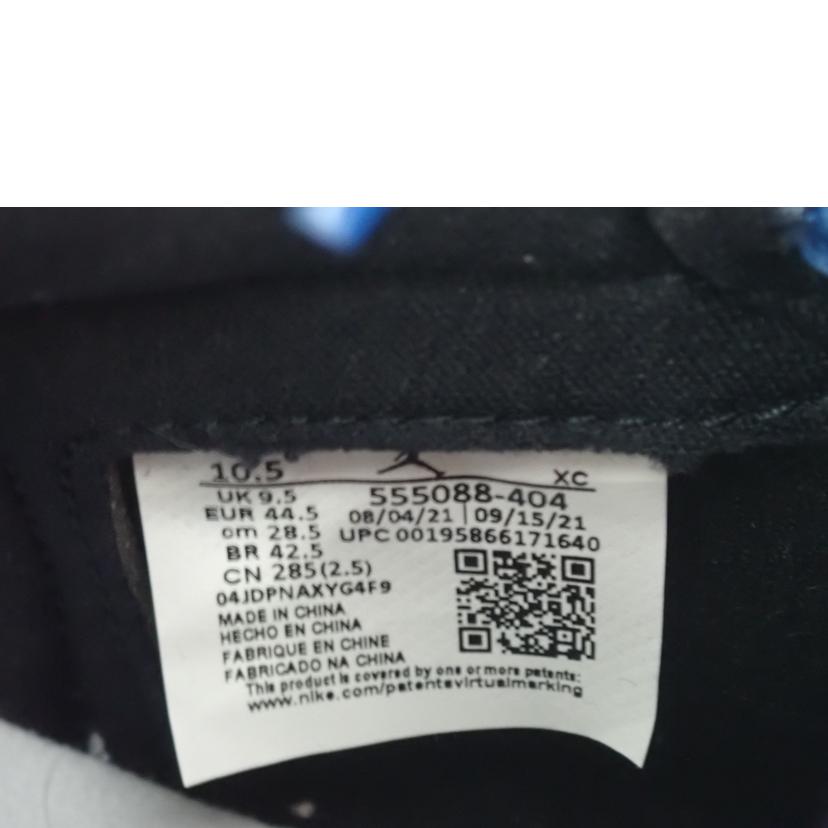 10.5 XC
UK 9.5 555088-404
EUR 44.5 08/04/21 | 09/15/21
cm 28.5 UPC 00195866171640
BR 42.5
CN 285(2.5)
04JDPNAXYG4F9
MADE IN CHINA
HECHO EN CHINA
FABRIQUE EN CHINE
FABRICADO NA CHINA
This product is covered by one or more patents:
www.nike.com/patentsvirtualmarking